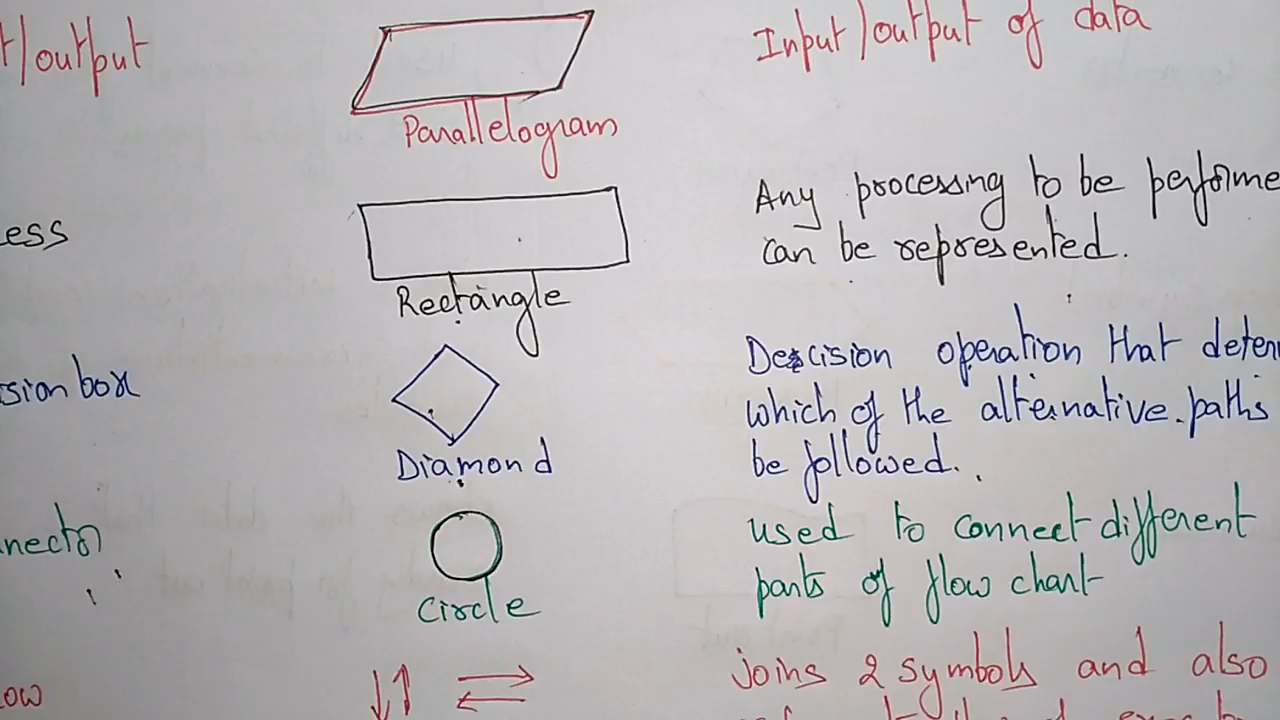 t/output
Input/output of data
Parallelogram
ess
Any processing to be performe
can be represented.
Rectangle
sion box
Decision operation that deter
which of the alternative paths
be followed.
Diamond
nector
used to connect different
parts of flow chart
Circle
ow
joins 2 symbols and also